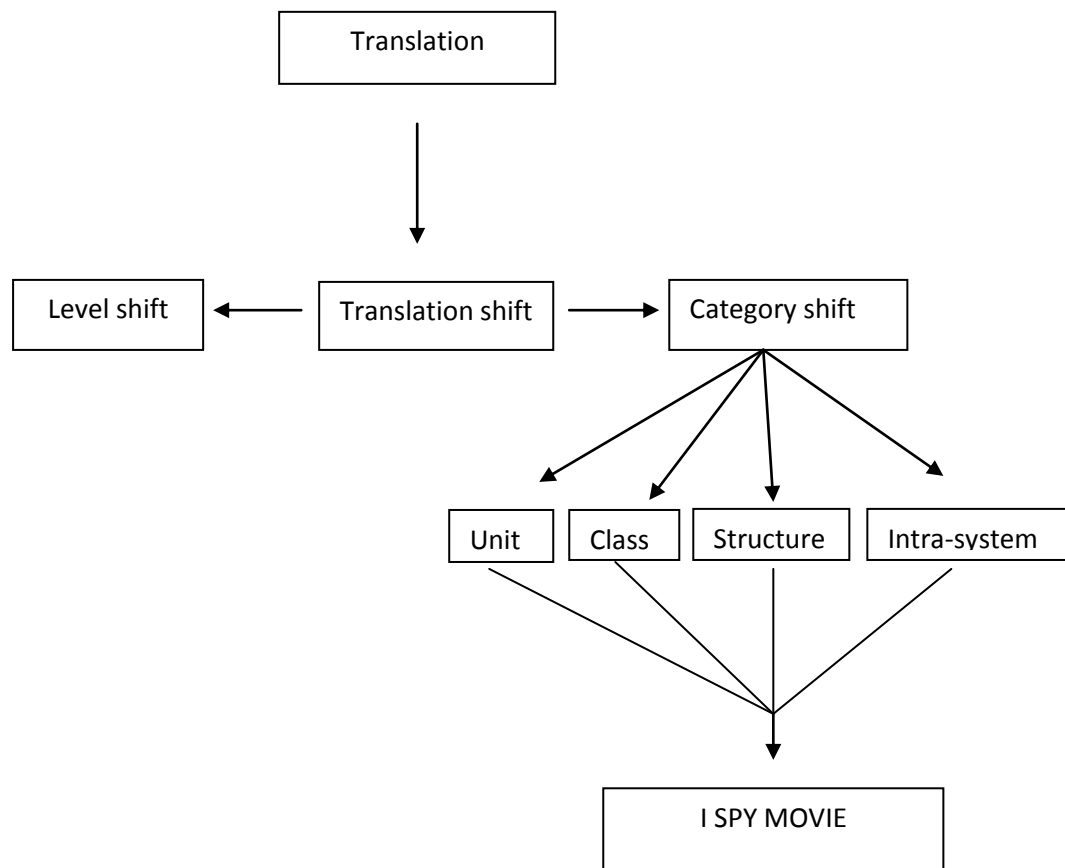 Translation
Level shift
Translation shift
Category shift
Unit
Class
Structure
Intra-system
I SPY MOVIE